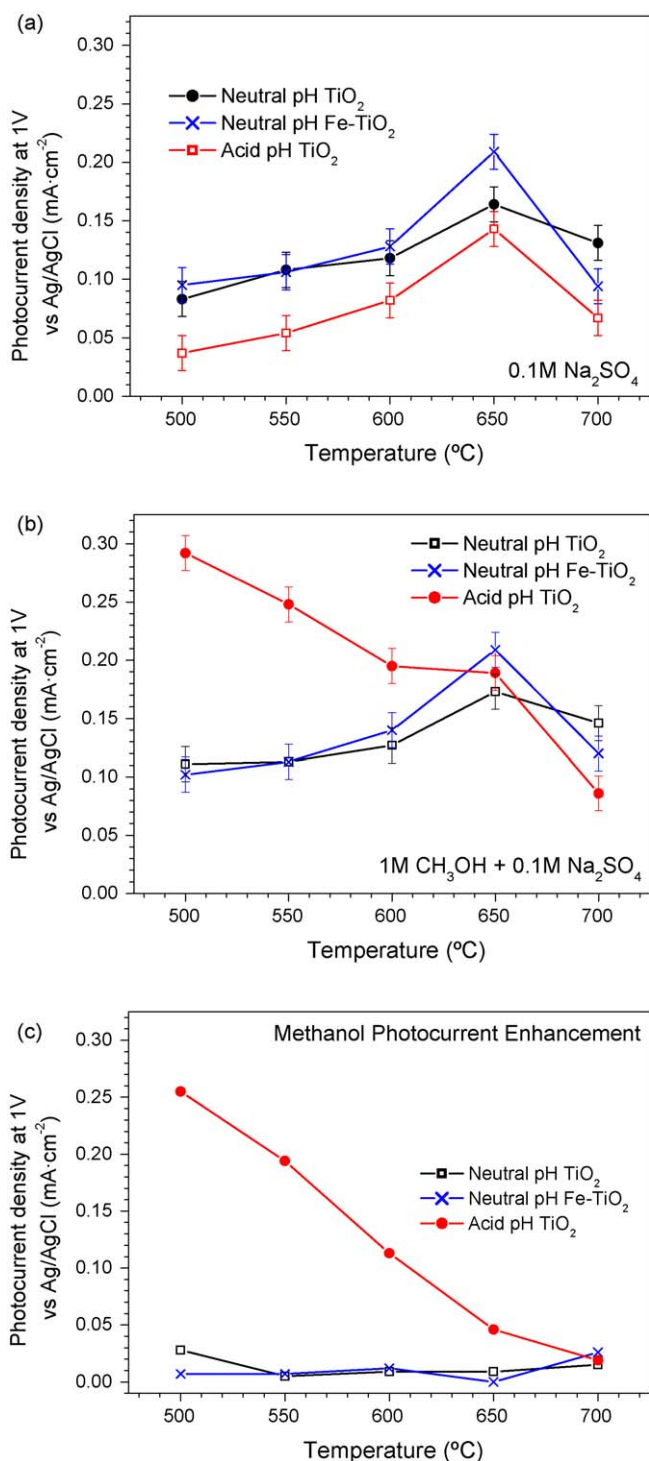 (a)
0.30
0.25
0.20
0.15
0.10
0.05
0.00
Photocurrent density at 1V
vs Ag/AgCl (mA·cm⁻²)
Neutral pH TiO₂
Neutral pH Fe-TiO₂
Acid pH TiO₂
0.1M Na₂SO₄
500 550 600 650 700
Temperature (ºC)
(b)
0.30
0.25
0.20
0.15
0.10
0.05
0.00
Photocurrent density at 1V
vs Ag/AgCl (mA·cm⁻²)
Neutral pH TiO₂
Neutral pH Fe-TiO₂
Acid pH TiO₂
1M CH₃OH + 0.1M Na₂SO₄
500 550 600 650 700
Temperature (ºC)
(c)
Methanol Photocurrent Enhancement
0.30
0.25
0.20
0.15
0.10
0.05
0.00
Photocurrent density at 1V
vs Ag/AgCl (mA·cm⁻²)
Neutral pH TiO₂
Neutral pH Fe-TiO₂
Acid pH TiO₂
500 550 600 650 700
Temperature (ºC)